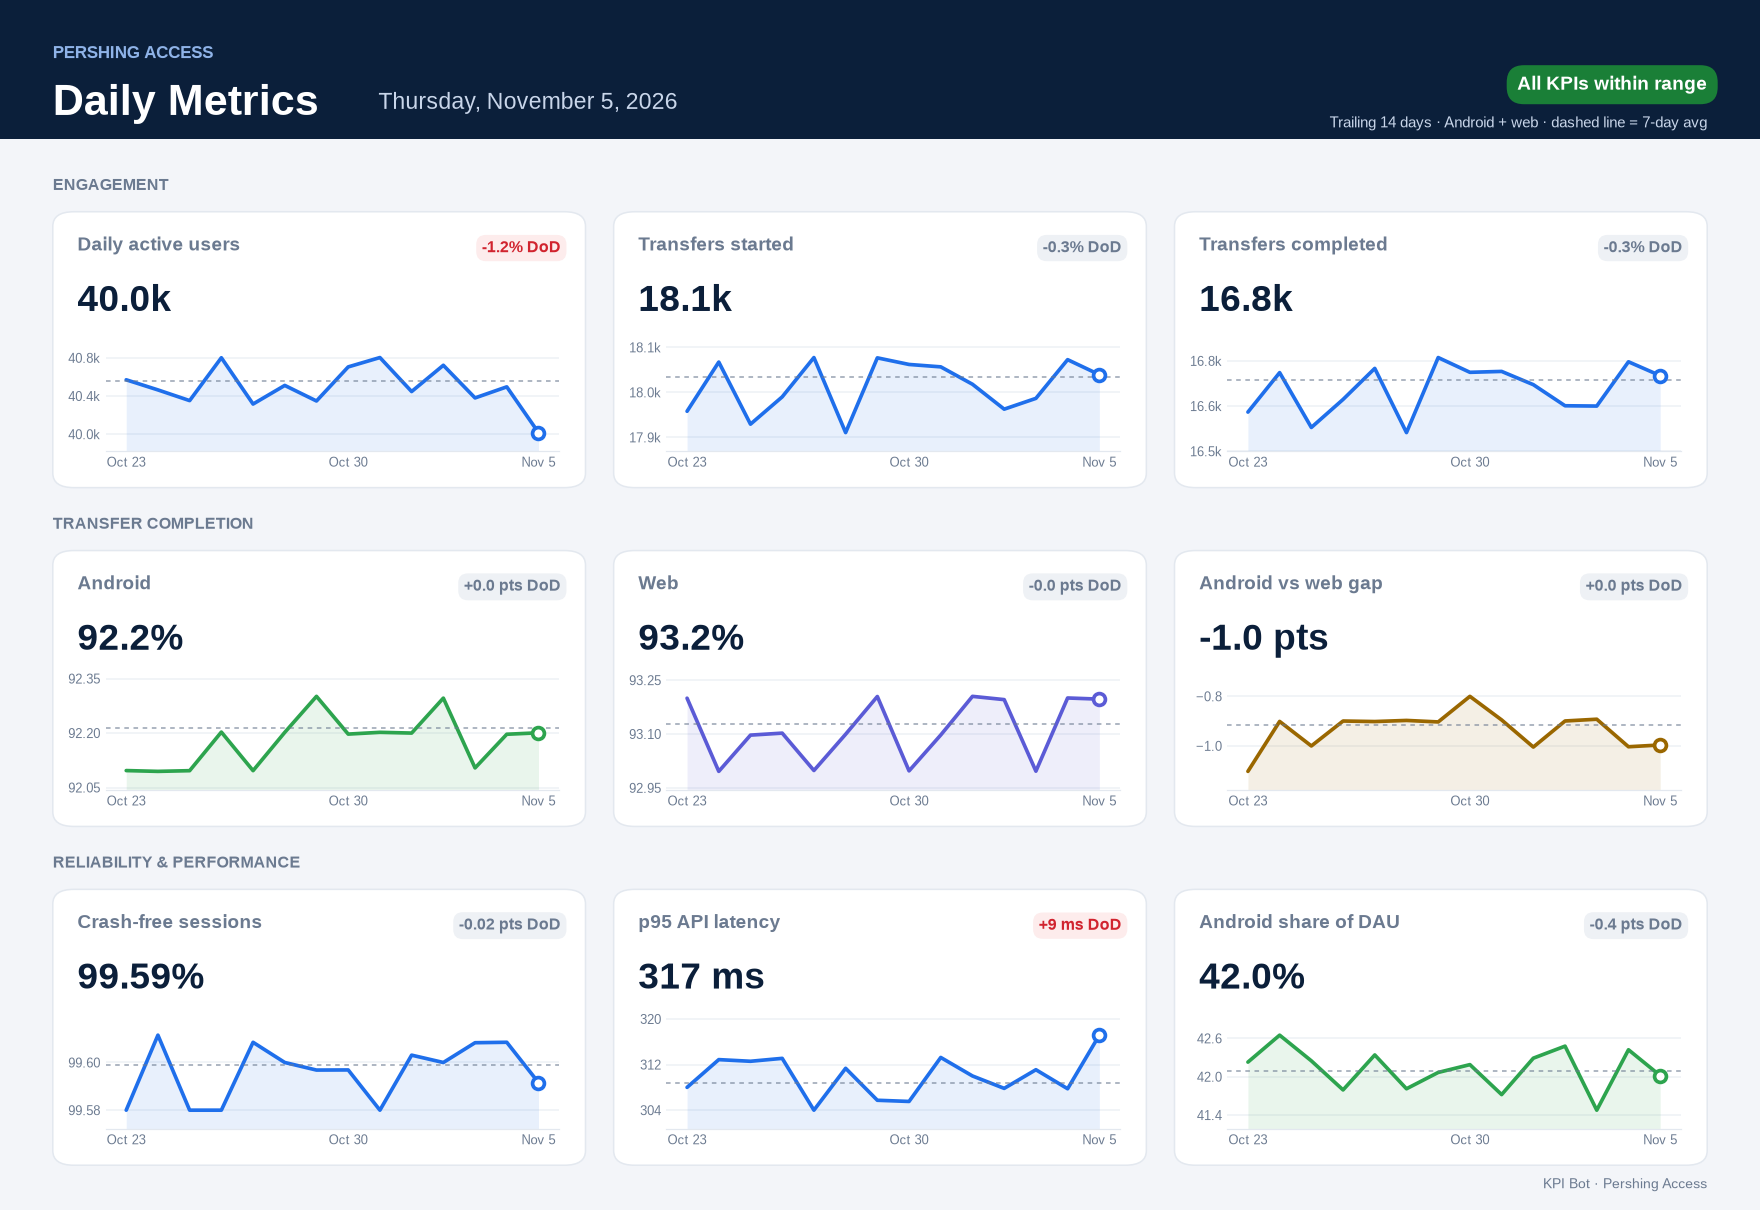 PERSHING ACCESS
Daily Metrics
Thursday, November 5, 2026
All KPIs within range
Trailing 14 days · Android + web · dashed line = 7-day avg
ENGAGEMENT
Daily active users
-1.2% DoD
40.0k
40.8k
40.4k
40.0k
Oct 23
Oct 30
Nov 5
Transfers started
-0.3% DoD
18.1k
18.1k
18.0k
17.9k
Oct 23
Oct 30
Nov 5
Transfers completed
-0.3% DoD
16.8k
16.8k
16.6k
16.5k
Oct 23
Oct 30
Nov 5
TRANSFER COMPLETION
Android
+0.0 pts DoD
92.2%
92.35
92.20
92.05
Oct 23
Oct 30
Nov 5
Web
-0.0 pts DoD
93.2%
93.25
93.10
92.95
Oct 23
Oct 30
Nov 5
Android vs web gap
+0.0 pts DoD
-1.0 pts
−0.8
−1.0
Oct 23
Oct 30
Nov 5
RELIABILITY & PERFORMANCE
Crash-free sessions
-0.02 pts DoD
99.59%
99.60
99.58
Oct 23
Oct 30
Nov 5
p95 API latency
+9 ms DoD
317 ms
320
312
304
Oct 23
Oct 30
Nov 5
Android share of DAU
-0.4 pts DoD
42.0%
42.6
42.0
41.4
Oct 23
Oct 30
Nov 5
KPI Bot · Pershing Access